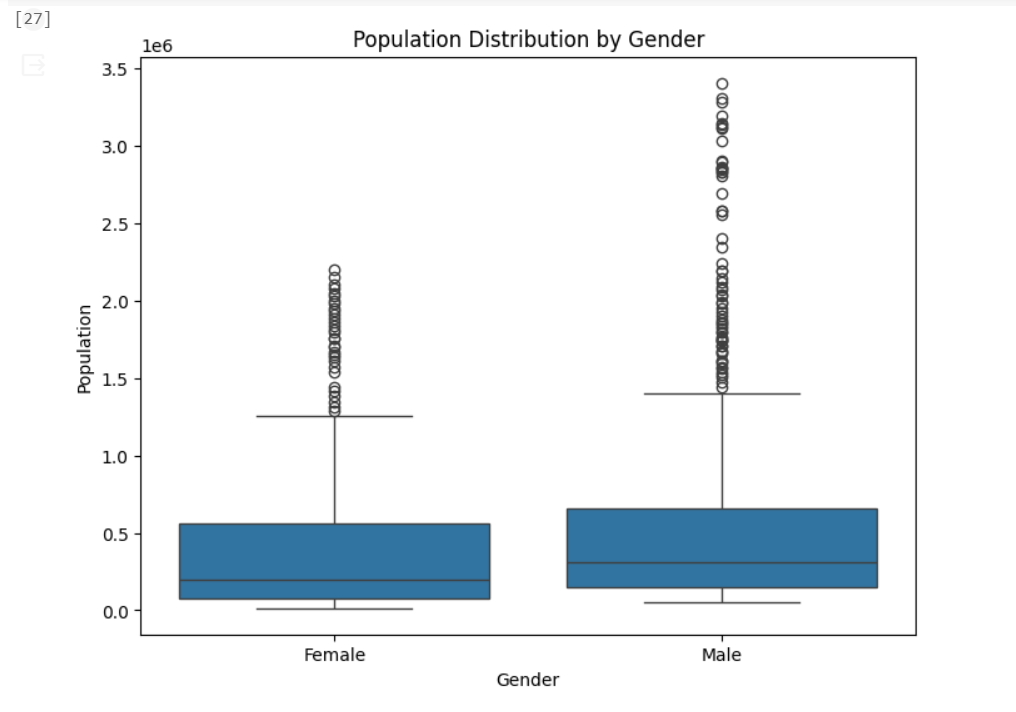 [27]
Population Distribution by Gender
1e6
3.5
3.0
2.5
2.0
1.5
1.0
0.5
0.0
Population
Female
Male
Gender